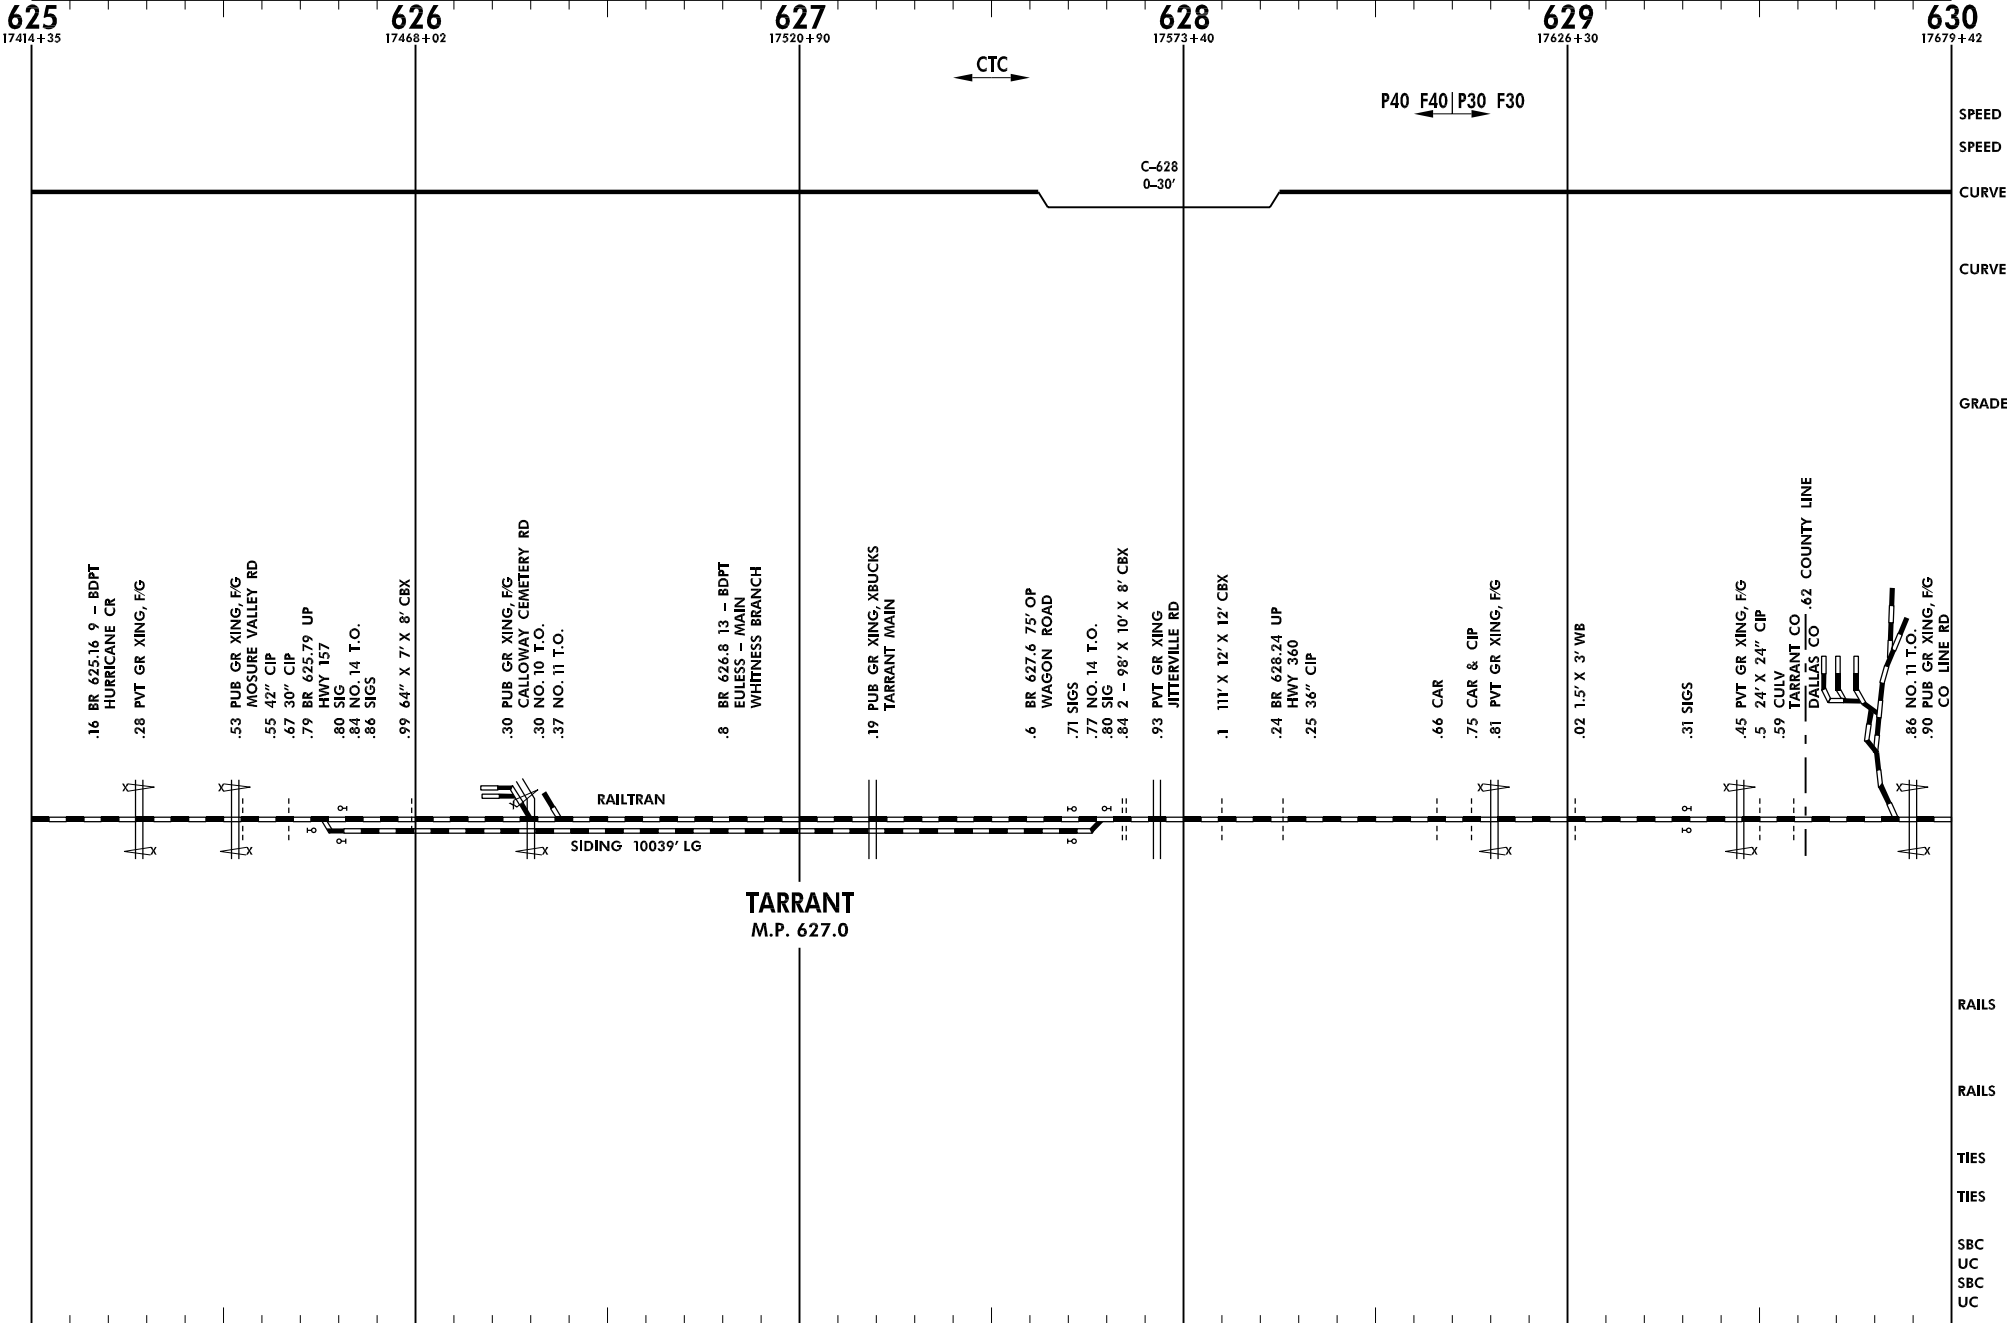 625 626 627 628 629 630
17414+35 17468+02 17520+90 17573+40 17626+30 17679+42
CTC
P40 F40 P30 F30
SPEED
SPEED
C-628
0-30'
CURVE
CURVE
GRADE
.16 BR 625.16 9 - BDPT
HURRICANE CR
.28 PVT GR XING, F/G
.53 PUB GR XING, F/G
MOSURE VALLEY RD
.55 42" CIP
.67 30" CIP
.79 BR 625.79 UP
HWY 157
.80 SIG
.84 NO. 14 T.O.
.86 SIGS
.99 64" X 7' X 8' CBX
.30 PUB GR XING, F/G
CALLOWAY CEMETERY RD
.30 NO. 10 T.O.
.37 NO. 11 T.O.
.8 BR 626.8 13 - BDPT
EULESS - MAIN
WHITNESS BRANCH
.19 PUB GR XING, XBUCKS
TARRANT MAIN
.6 BR 627.6 75' OP
WAGON ROAD
.71 SIGS
.77 NO. 14 T.O.
.80 SIG
.84 2 - 98' X 10' X 8' CBX
.93 PVT GR XING
JITTERVILLE RD
.1 111' X 12' X 12' CBX
.24 BR 628.24 UP
HWY 360
.25 36" CIP
.66 CAR
.75 CAR & CIP
.81 PVT GR XING, F/G
.02 1.5' X 3' WB
.31 SIGS
.45 PVT GR XING, F/G
.5 24' X 24" CIP
.59 CULV
TARRANT CO
.62 COUNTY LINE
DALLAS CO
.86 NO. 11 T.O.
.90 PUB GR XING, F/G
CO LINE RD
X X X X X X
RAILTRAN
X X X X X X
SIDING 10039' LG
TARRANT
M.P. 627.0
RAILS
RAILS
TIES
TIES
SBC
UC
SBC
UC